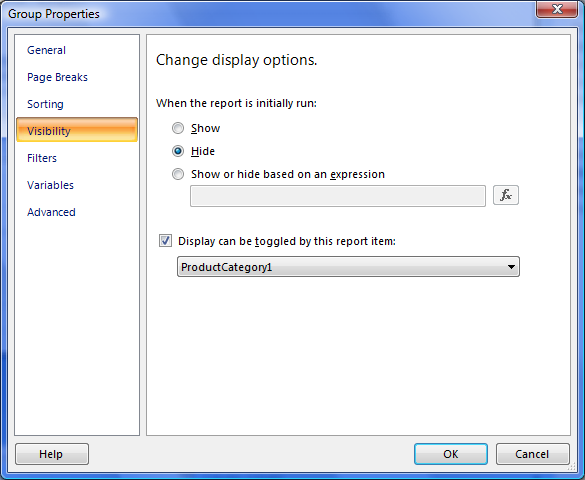 Group Properties
General
Page Breaks
Sorting
Visibility
Filters
Variables
Advanced
Change display options.
When the report is initially run:
Show
Hide
Show or hide based on an expression
fx
Display can be toggled by this report item:
ProductCategory1
Help
OK
Cancel